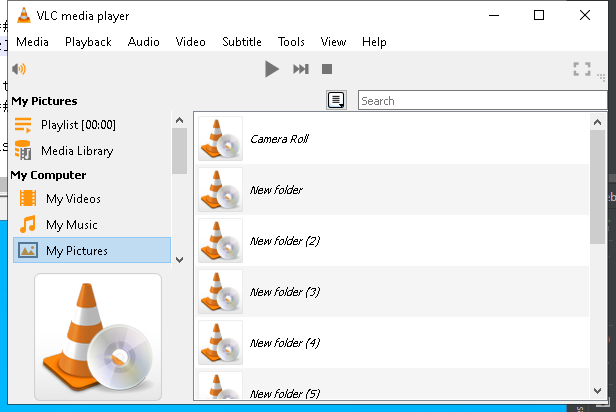 VLC media player
Media Playback Audio Video Subtitle Tools View Help
My Pictures
Search
Playlist [00:00]
Media Library
My Computer
My Videos
My Music
My Pictures
Camera Roll
New folder
New folder (2)
New folder (3)
New folder (4)
New folder (5)